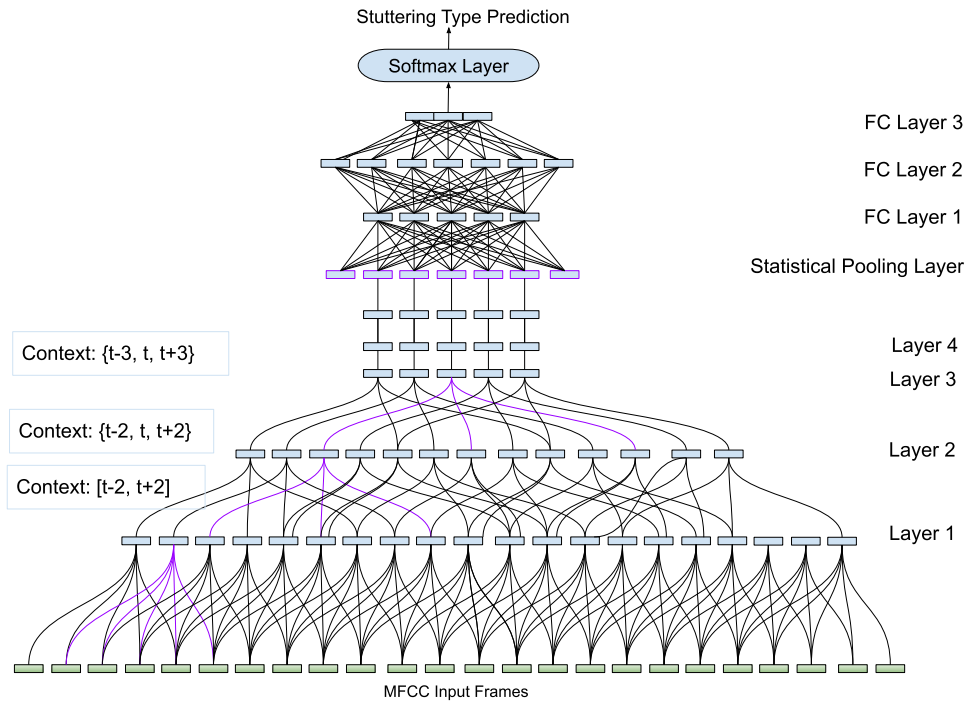 Stuttering Type Prediction
Softmax Layer
FC Layer 3
FC Layer 2
FC Layer 1
Statistical Pooling Layer
Context: {t-3, t, t+3}
Layer 4
Layer 3
Context: {t-2, t, t+2}
Layer 2
Context: [t-2, t+2]
Layer 1
MFCC Input Frames